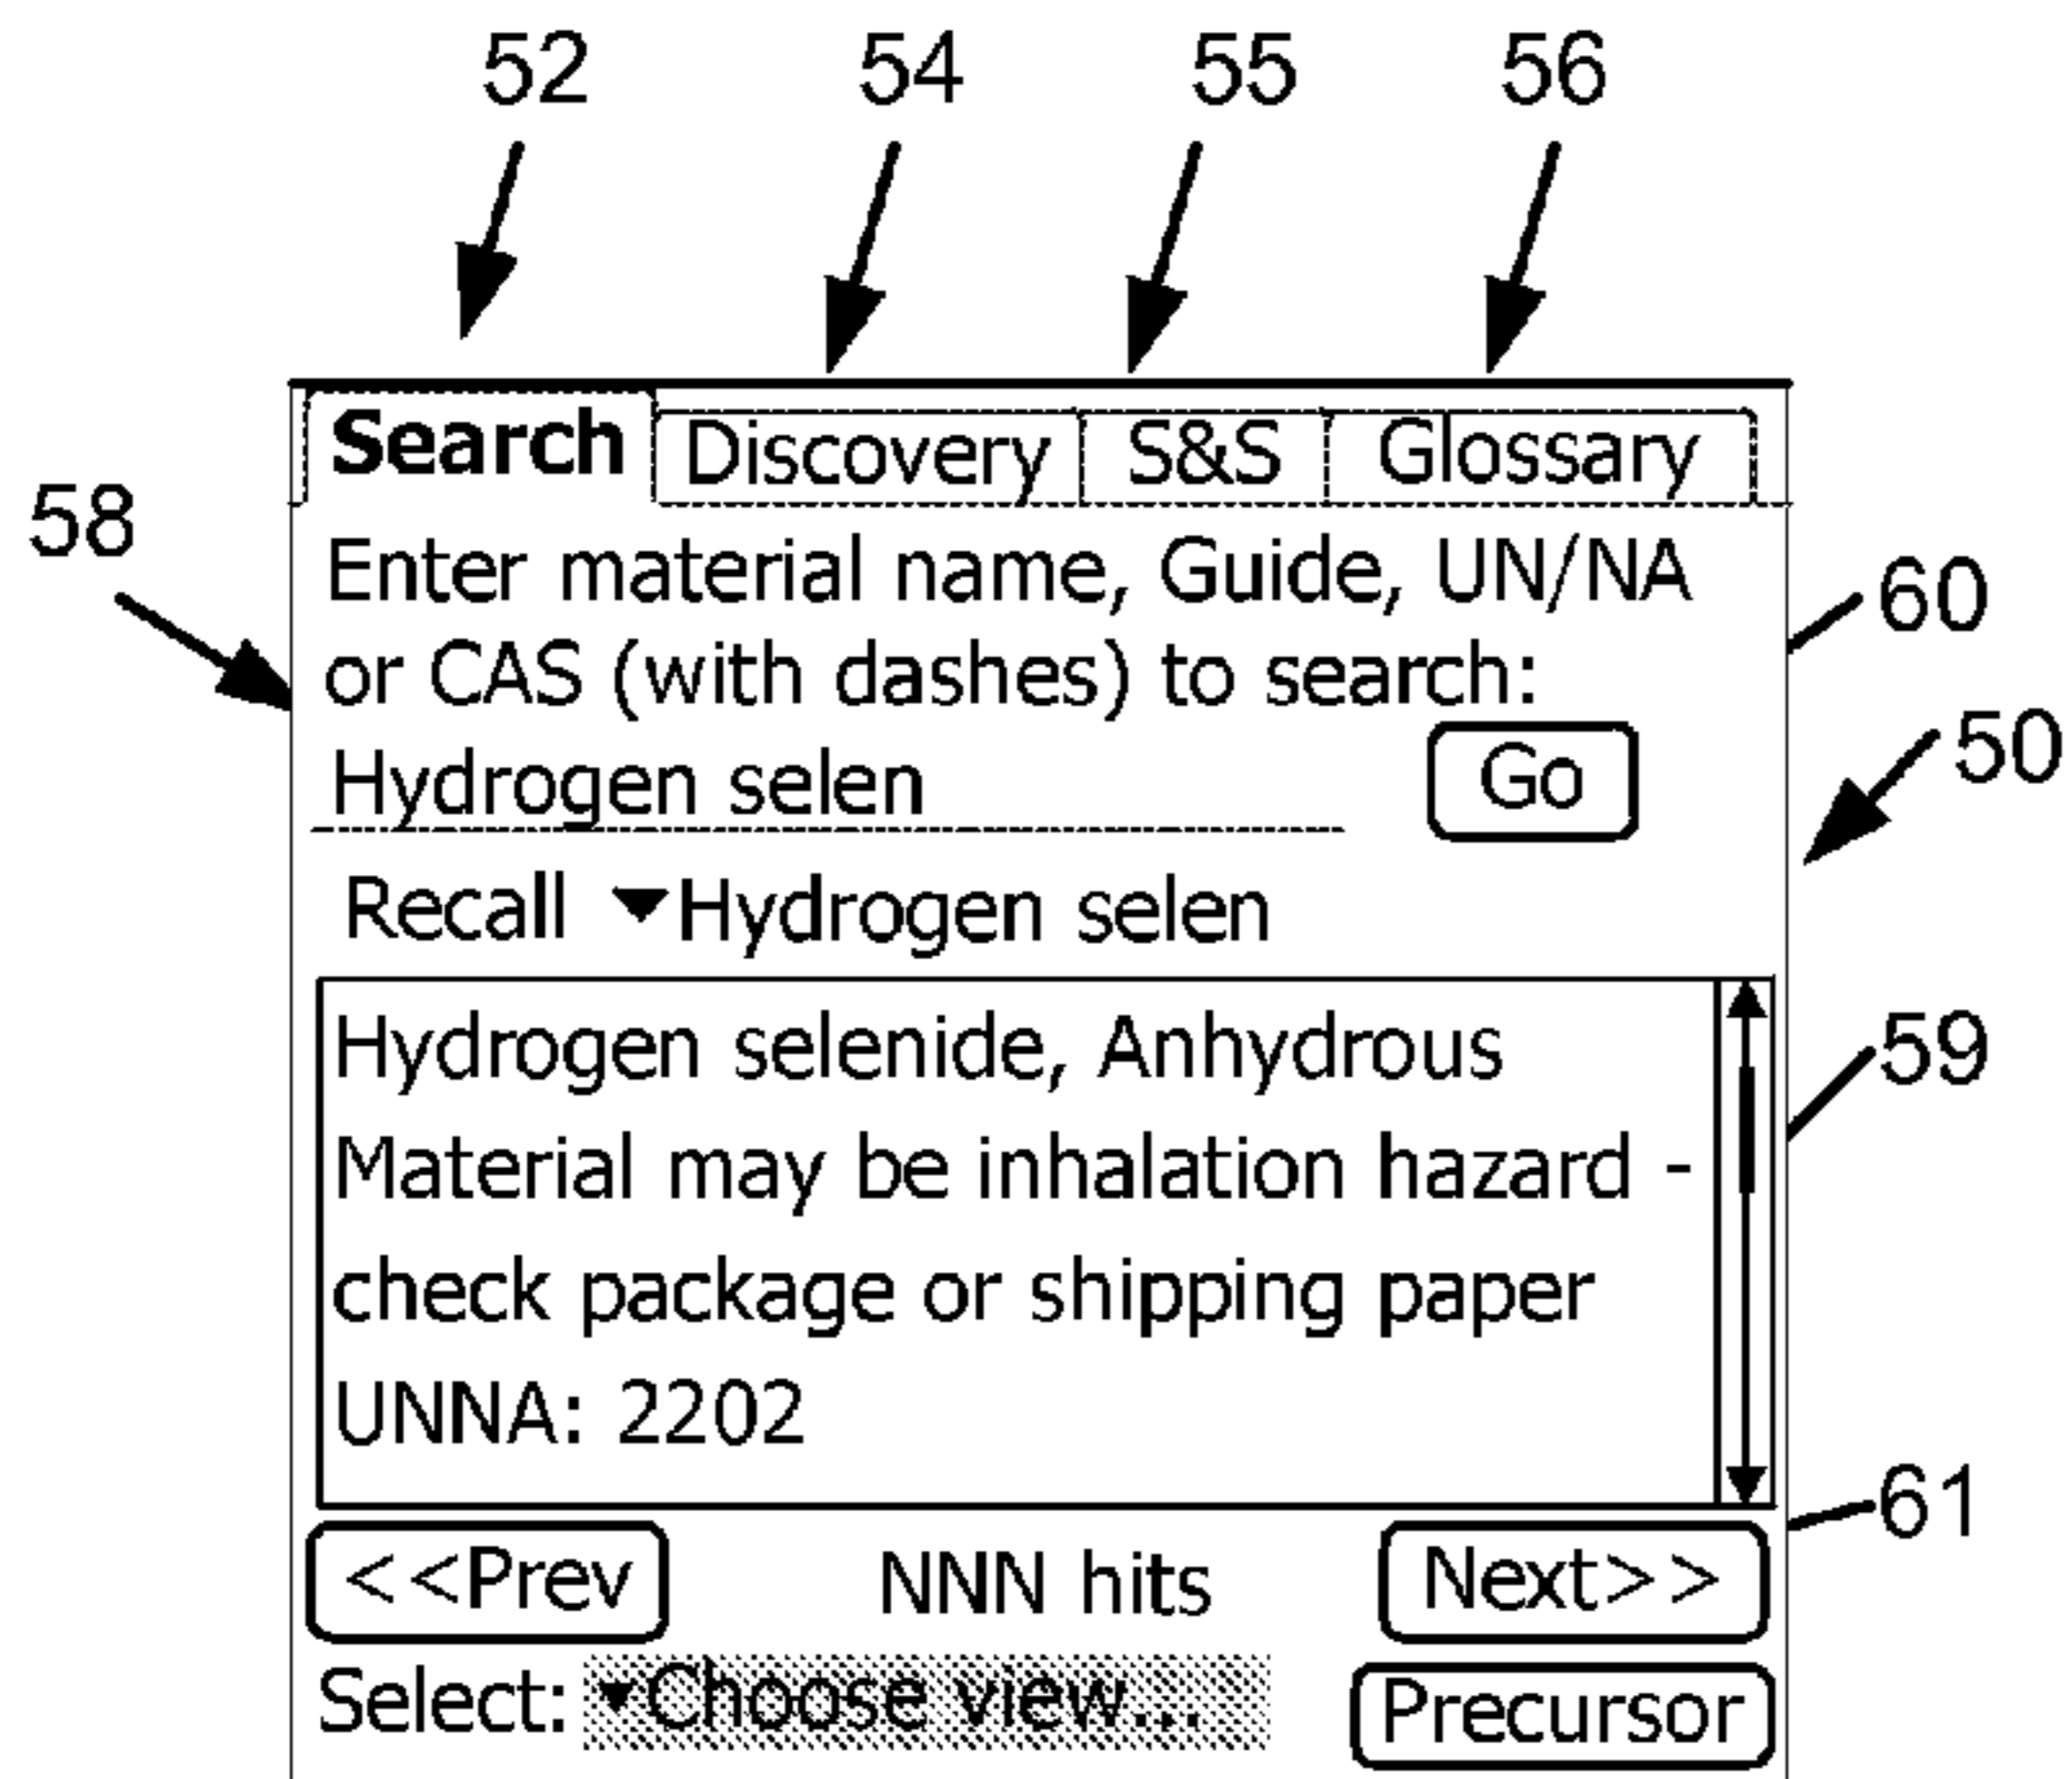 52 54 55 56
Search Discovery S&S Glossary
58
Enter material name, Guide, UN/NA
60
or CAS (with dashes) to search:
Hydrogen selen Go
50
Recall ▼Hydrogen selen
Hydrogen selenide, Anhydrous
59
Material may be inhalation hazard -
check package or shipping paper
UNNA: 2202
61
<<Prev NNN hits Next>>
Select: ▼Choose view... Precursor